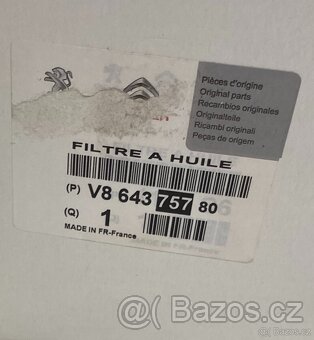 Pièces d'origine
Original parts
Recambios originales
Originalteile
Ricambi originali
Peças de origem
FILTRE A HUILE
(P) V8 643 757 80
(Q) 1
MADE IN FR-France
Bazos.cz